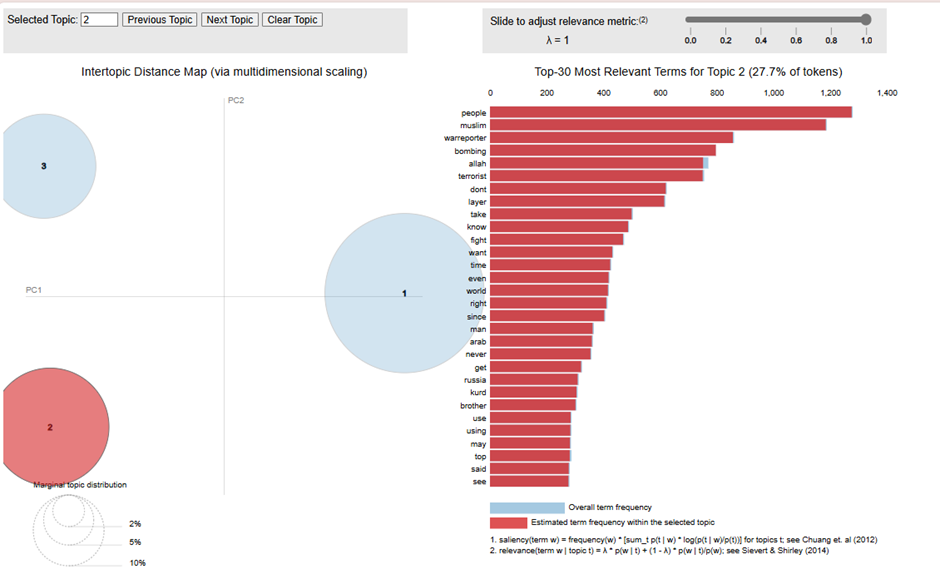 Selected Topic: 2 Previous Topic Next Topic Clear Topic
Slide to adjust relevance metric:(2)
λ = 1
0.0 0.2 0.4 0.6 0.8 1.0
Intertopic Distance Map (via multidimensional scaling)
PC2
PC1
3
1
2
Marginal topic distribution
2%
5%
10%
Top-30 Most Relevant Terms for Topic 2 (27.7% of tokens)
0 200 400 600 800 1,000 1,200 1,400
people
muslim
warreporter
bombing
allah
terrorist
dont
layer
take
know
fight
want
time
even
world
right
since
man
arab
never
get
russia
kurd
brother
use
using
may
top
said
see
Overall term frequency
Estimated term frequency within the selected topic
1. saliency(term w) = frequency(w) * [sum_t p(t | w) * log(p(t | w)/p(t))] for topics t; see Chuang et. al (2012)
2. relevance(term w | topic t) = λ * p(w | t) + (1 - λ) * p(w | t)/p(w); see Sievert & Shirley (2014)